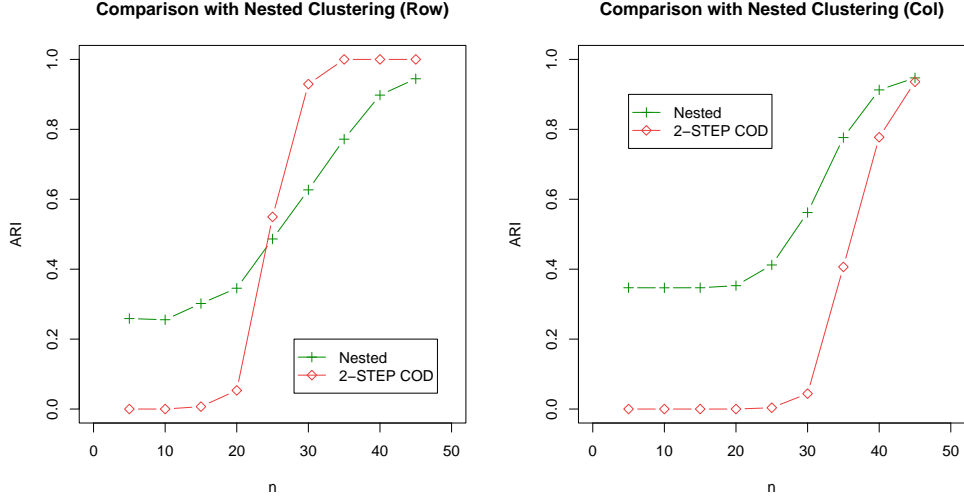 Comparison with Nested Clustering (Row)
ARI
1.0
0.8
0.6
0.4
0.2
0.0
Nested
2−STEP COD
0 10 20 30 40 50
n
Comparison with Nested Clustering (Col)
ARI
1.0
0.8
0.6
0.4
0.2
0.0
Nested
2−STEP COD
0 10 20 30 40 50
n